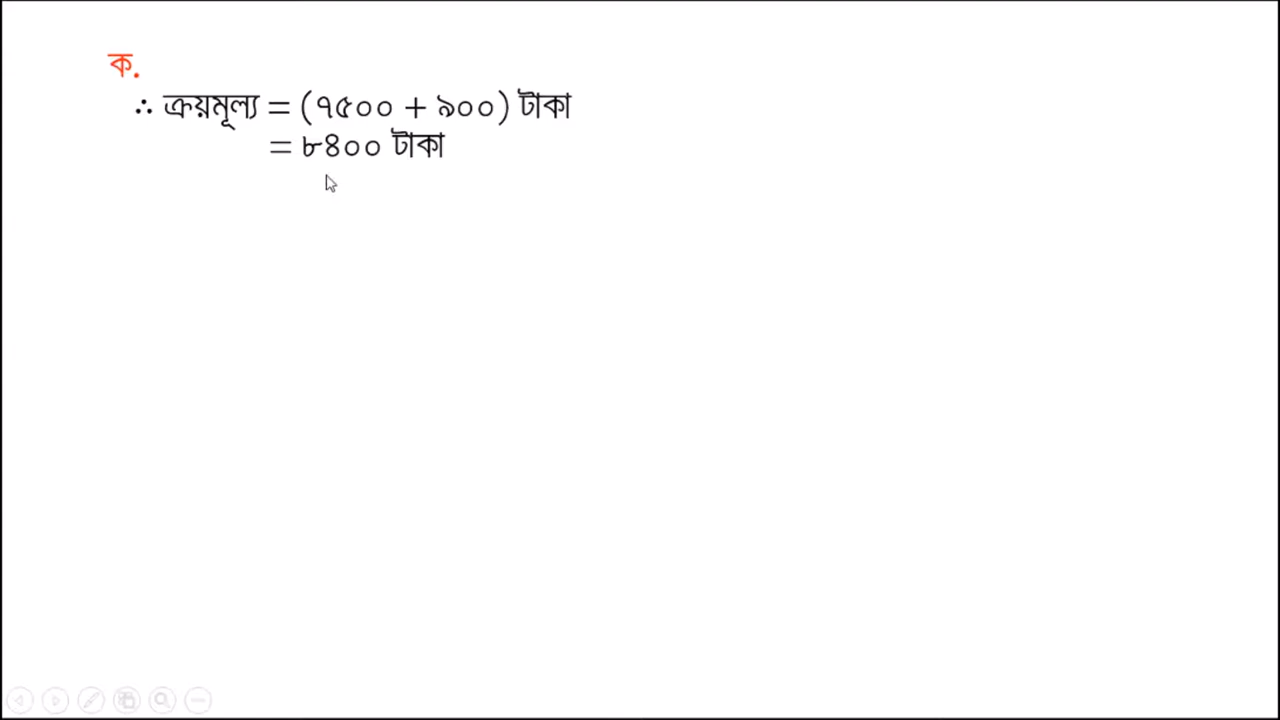 ক.
∴ ক্রয়মূল্য = (৭৫০০ + ৯০০) টাকা
= ৮৪০০ টাকা